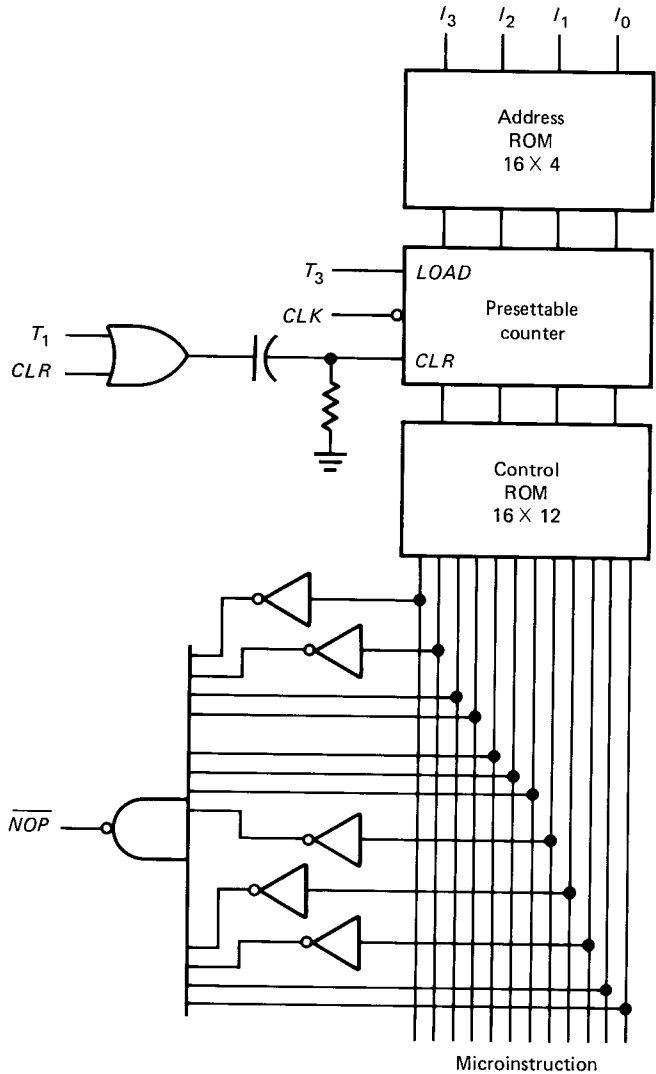 I3 I2 I1 I0
Address
ROM
16 X 4
T3
LOAD
CLK
Presettable
counter
T1
CLR
CLR
Control
ROM
16 X 12
NOP
Microinstruction